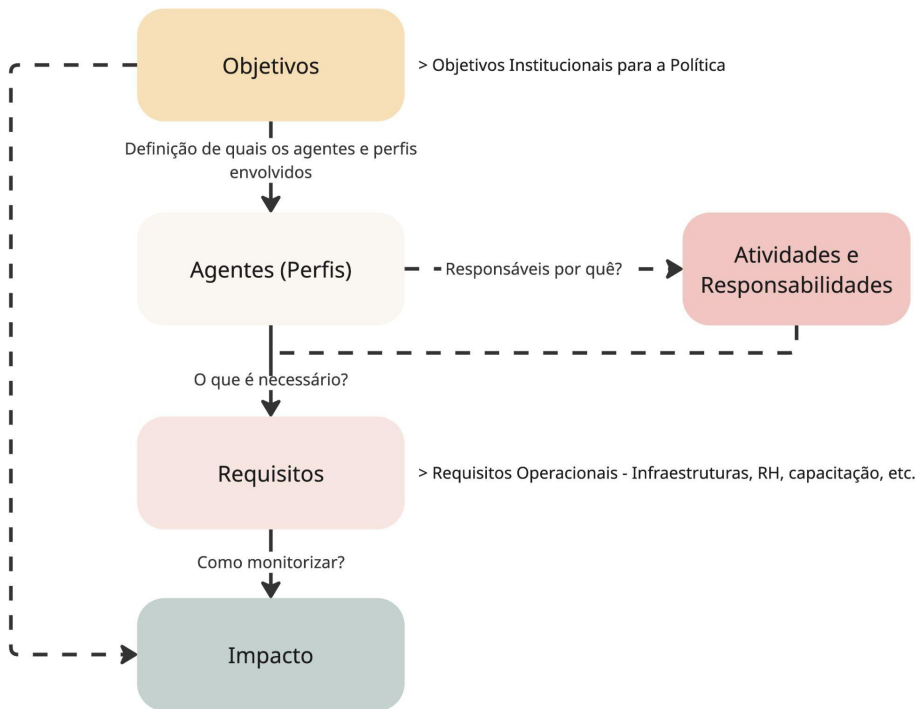 Objetivos
> Objetivos Institucionais para a Política
Definição de quais os agentes e perfis
envolvidos
Agentes (Perfis)
Responsáveis por quê?
Atividades e
Responsabilidades
O que é necessário?
Requisitos
> Requisitos Operacionais - Infraestruturas, RH, capacitação, etc.
Como monitorizar?
Impacto